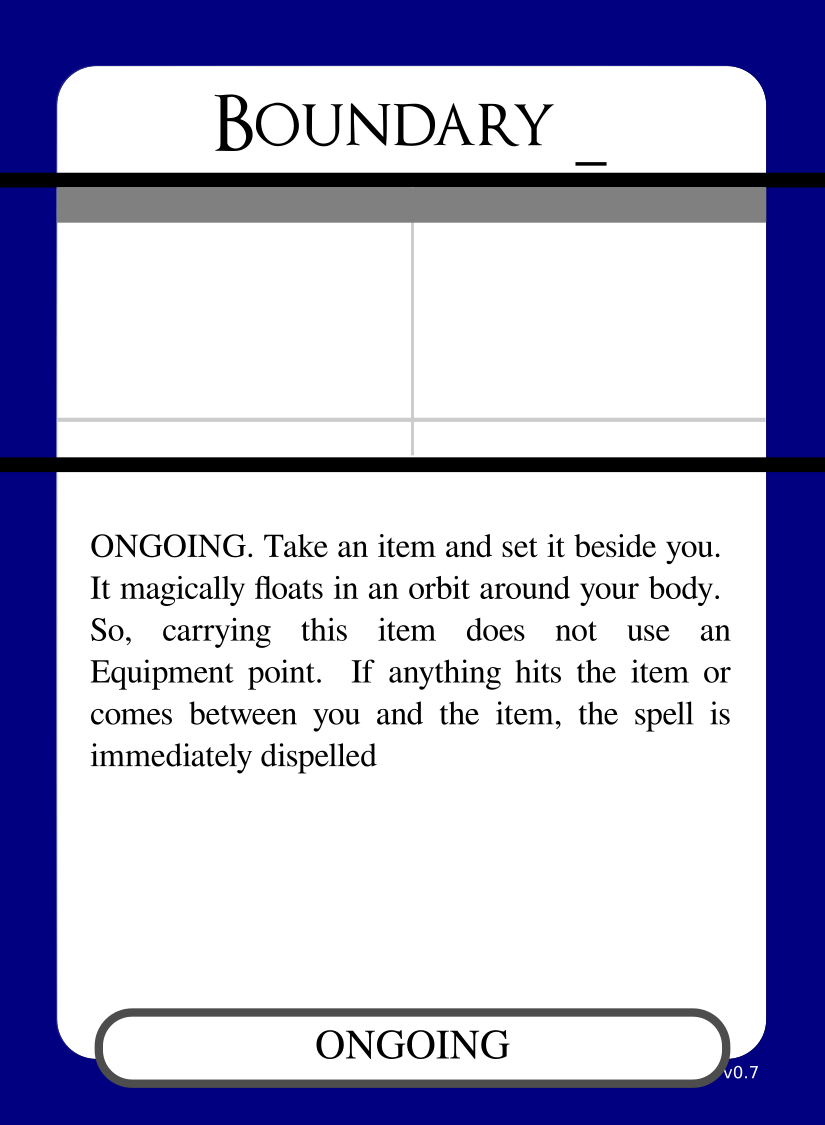 BOUNDARY _
ONGOING. Take an item and set it beside you.
It magically floats in an orbit around your body.
So, carrying this item does not use an
Equipment point.  If anything hits the item or
comes between you and the item, the spell is
immediately dispelled
ONGOING
v0.7